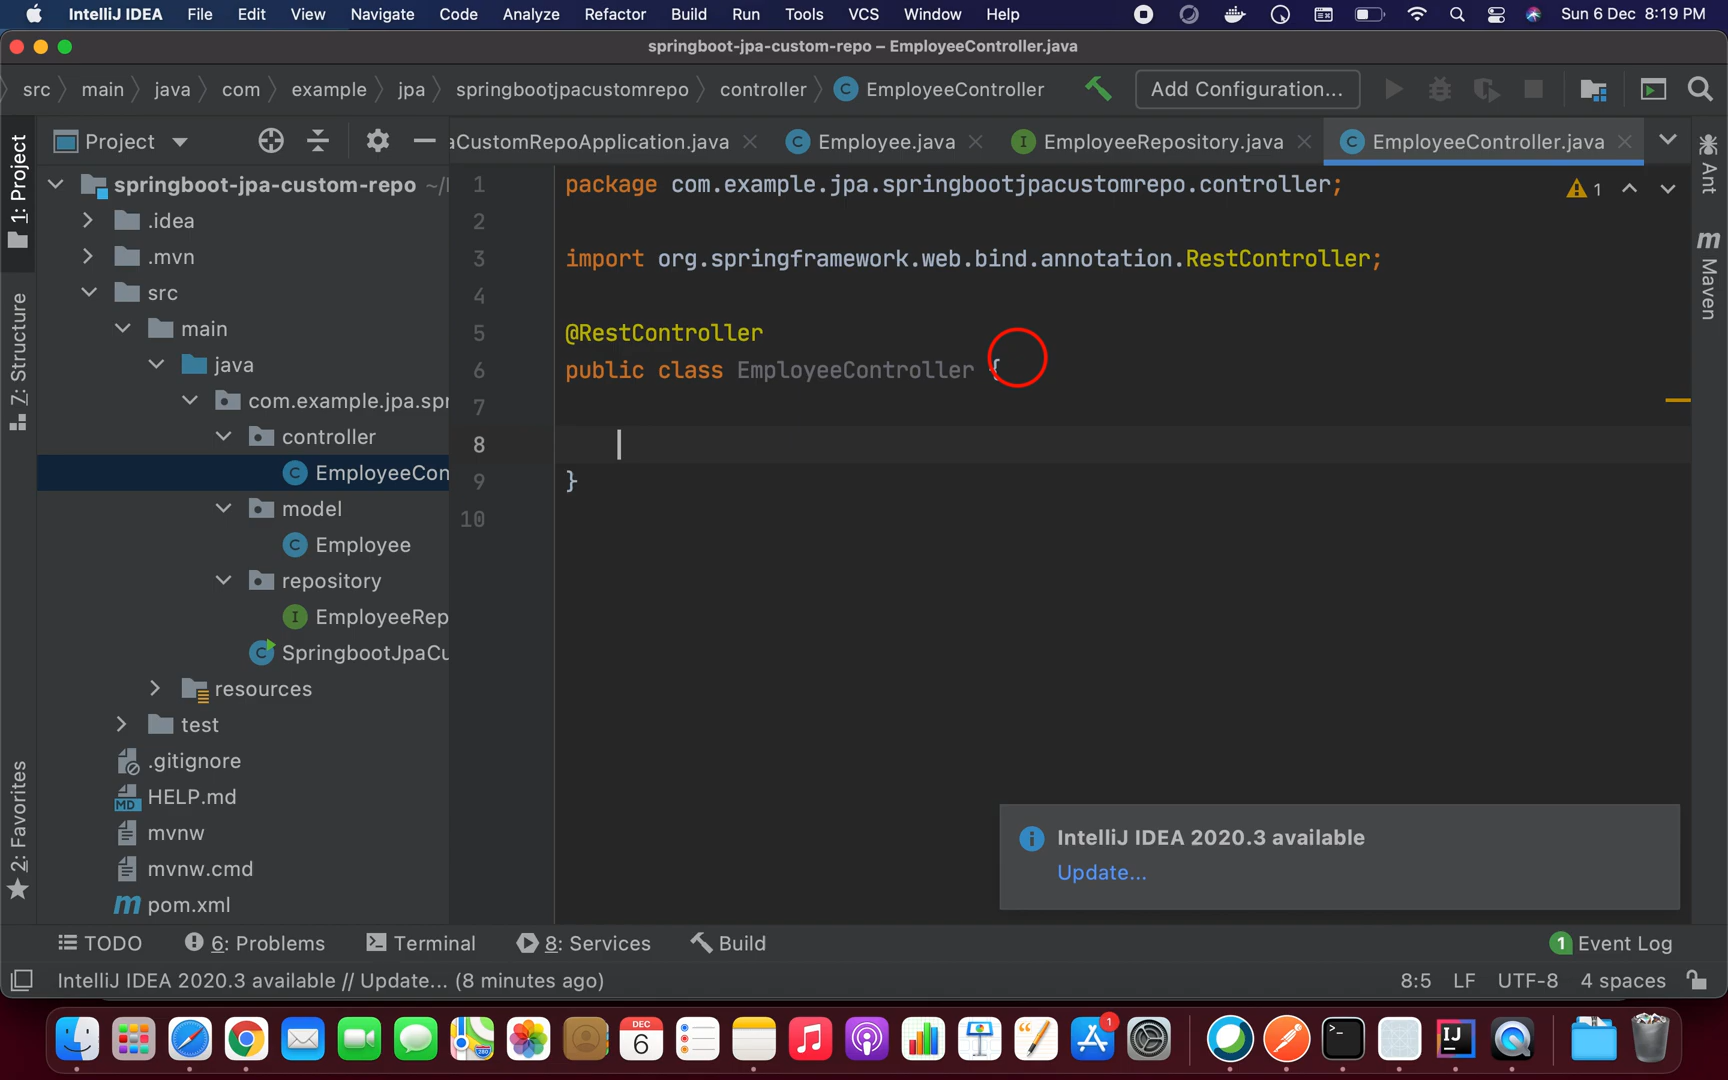 IntelliJ IDEA File Edit View Navigate Code Analyze Refactor Build Run Tools VCS Window Help Sun 6 Dec 8:19 PM
springboot-jpa-custom-repo – EmployeeController.java
src main java com example jpa springbootjpacustomrepo controller EmployeeController Add Configuration...
Project aCustomRepoApplication.java Employee.java EmployeeRepository.java EmployeeController.java
1: Project
Z: Structure
2: Favorites
Ant
Maven
springboot-jpa-custom-repo ~/
.idea
.mvn
src
main
java
com.example.jpa.spr
controller
EmployeeCon
model
Employee
repository
EmployeeRep
SpringbootJpaCu
resources
test
.gitignore
HELP.md
mvnw
mvnw.cmd
pom.xml
1 package com.example.jpa.springbootjpacustomrepo.controller;
2
3 import org.springframework.web.bind.annotation.RestController;
4
5 @RestController
6 public class EmployeeController {
7
8
9 }
10
1
IntelliJ IDEA 2020.3 available
Update...
TODO 6: Problems Terminal 8: Services Build 1 Event Log
IntelliJ IDEA 2020.3 available // Update... (8 minutes ago) 8:5 LF UTF-8 4 spaces
DEC
6
280
1
IJ